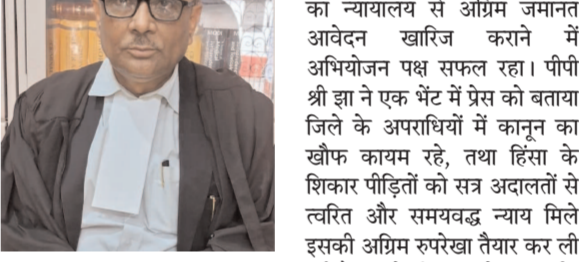 का न्यायालय से अग्रिम जमानत
आवेदन खारिज कराने में
अभियोजन पक्ष सफल रहा। पीपी
श्री झा ने एक भेंट में प्रेस को बताया
जिले के अपराधियों में कानून का
खौफ कायम रहे, तथा हिंसा के
शिकार पीड़ितों को सत्र अदालतों से
त्वरित और समयवद्ध न्याय मिले
इसकी अग्रिम रुपरेखा तैयार कर ली